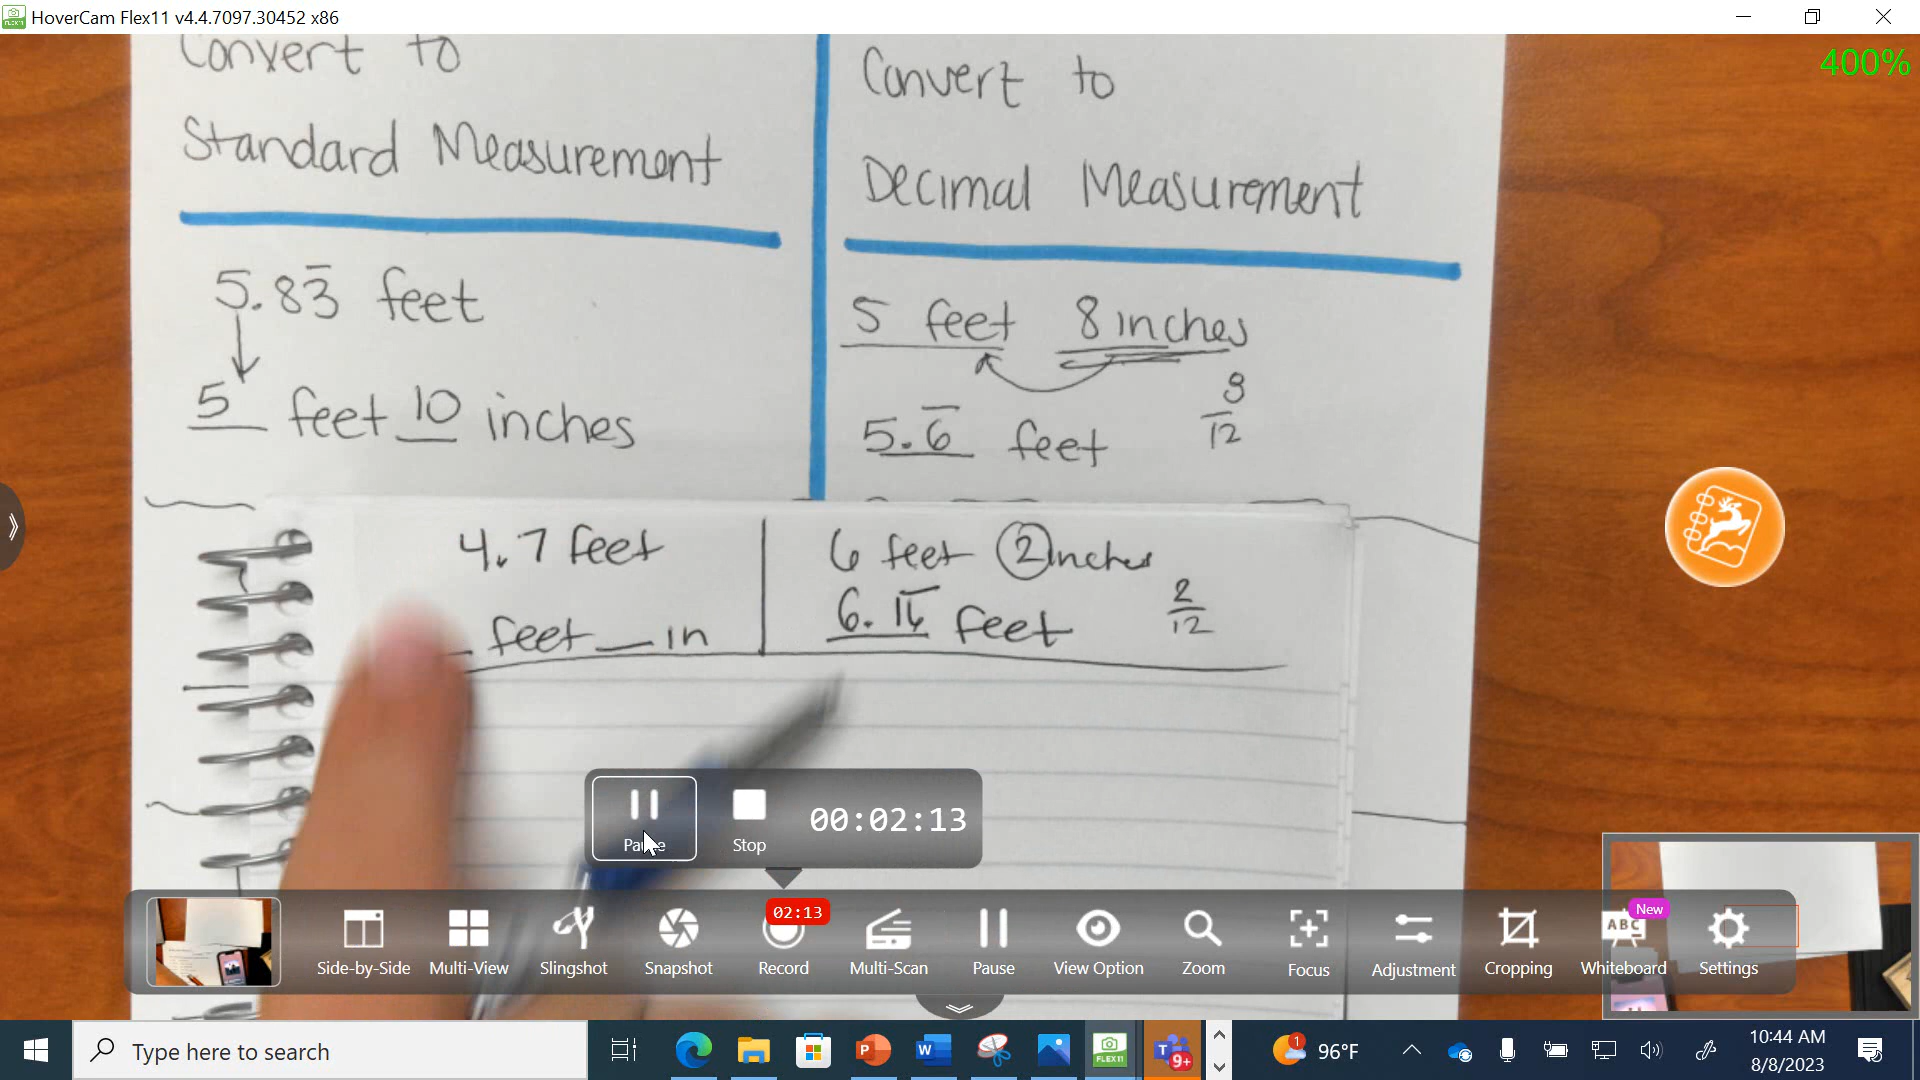 HoverCam Flex11 v4.4.7097.30452 x86
400%
Convert to
Standard Measurement
5.83̅ feet
5 feet 10 inches
Convert to
Decimal Measurement
5 feet 8 inches
8
12
5.6̅ feet
4.7 feet
_ feet _ in
6 feet 2 inches
6.16̅ feet
2
12
Pause
Stop
00:02:13
02:13
New
ABC
Side-by-Side
Multi-View
Slingshot
Snapshot
Record
Multi-Scan
Pause
View Option
Zoom
Focus
Adjustment
Cropping
Whiteboard
Settings
Type here to search
P
W
FLEX11
9+
1
96°F
10:44 AM
8/8/2023